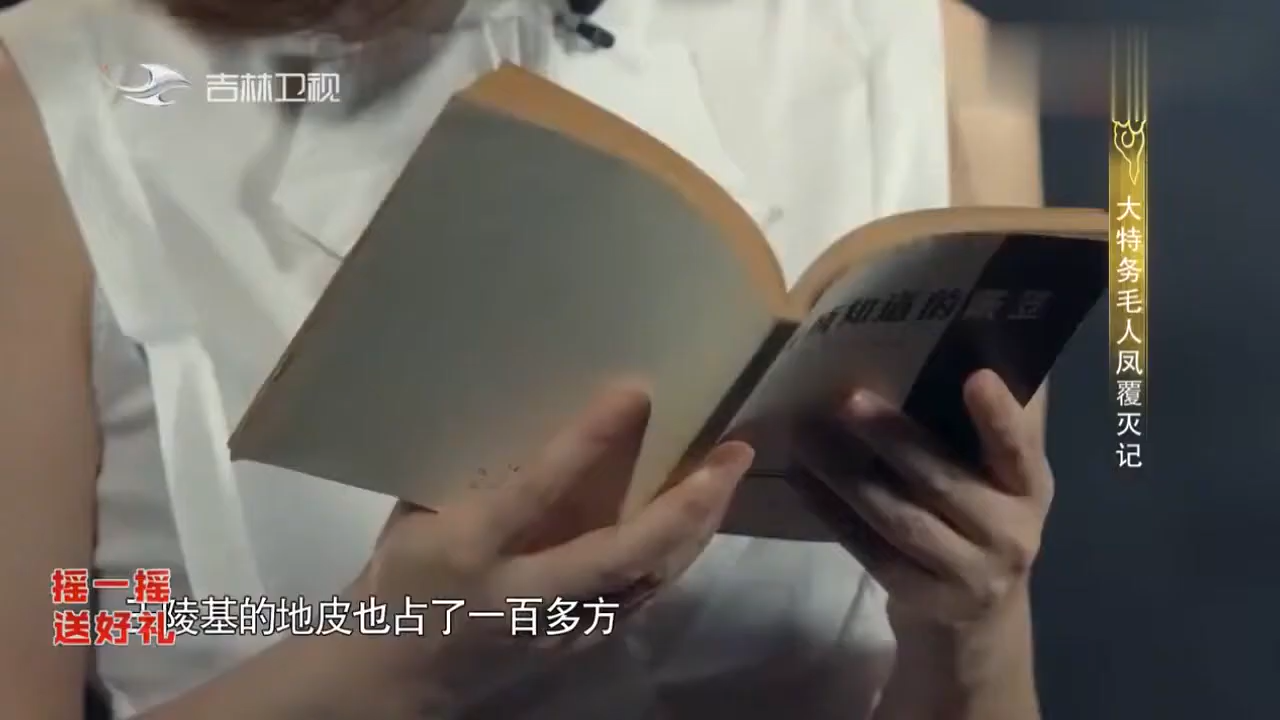 吉林卫视
大特务毛人凤覆灭记
知道的
摇一摇
送好礼
陵基的地皮也占了一百多方